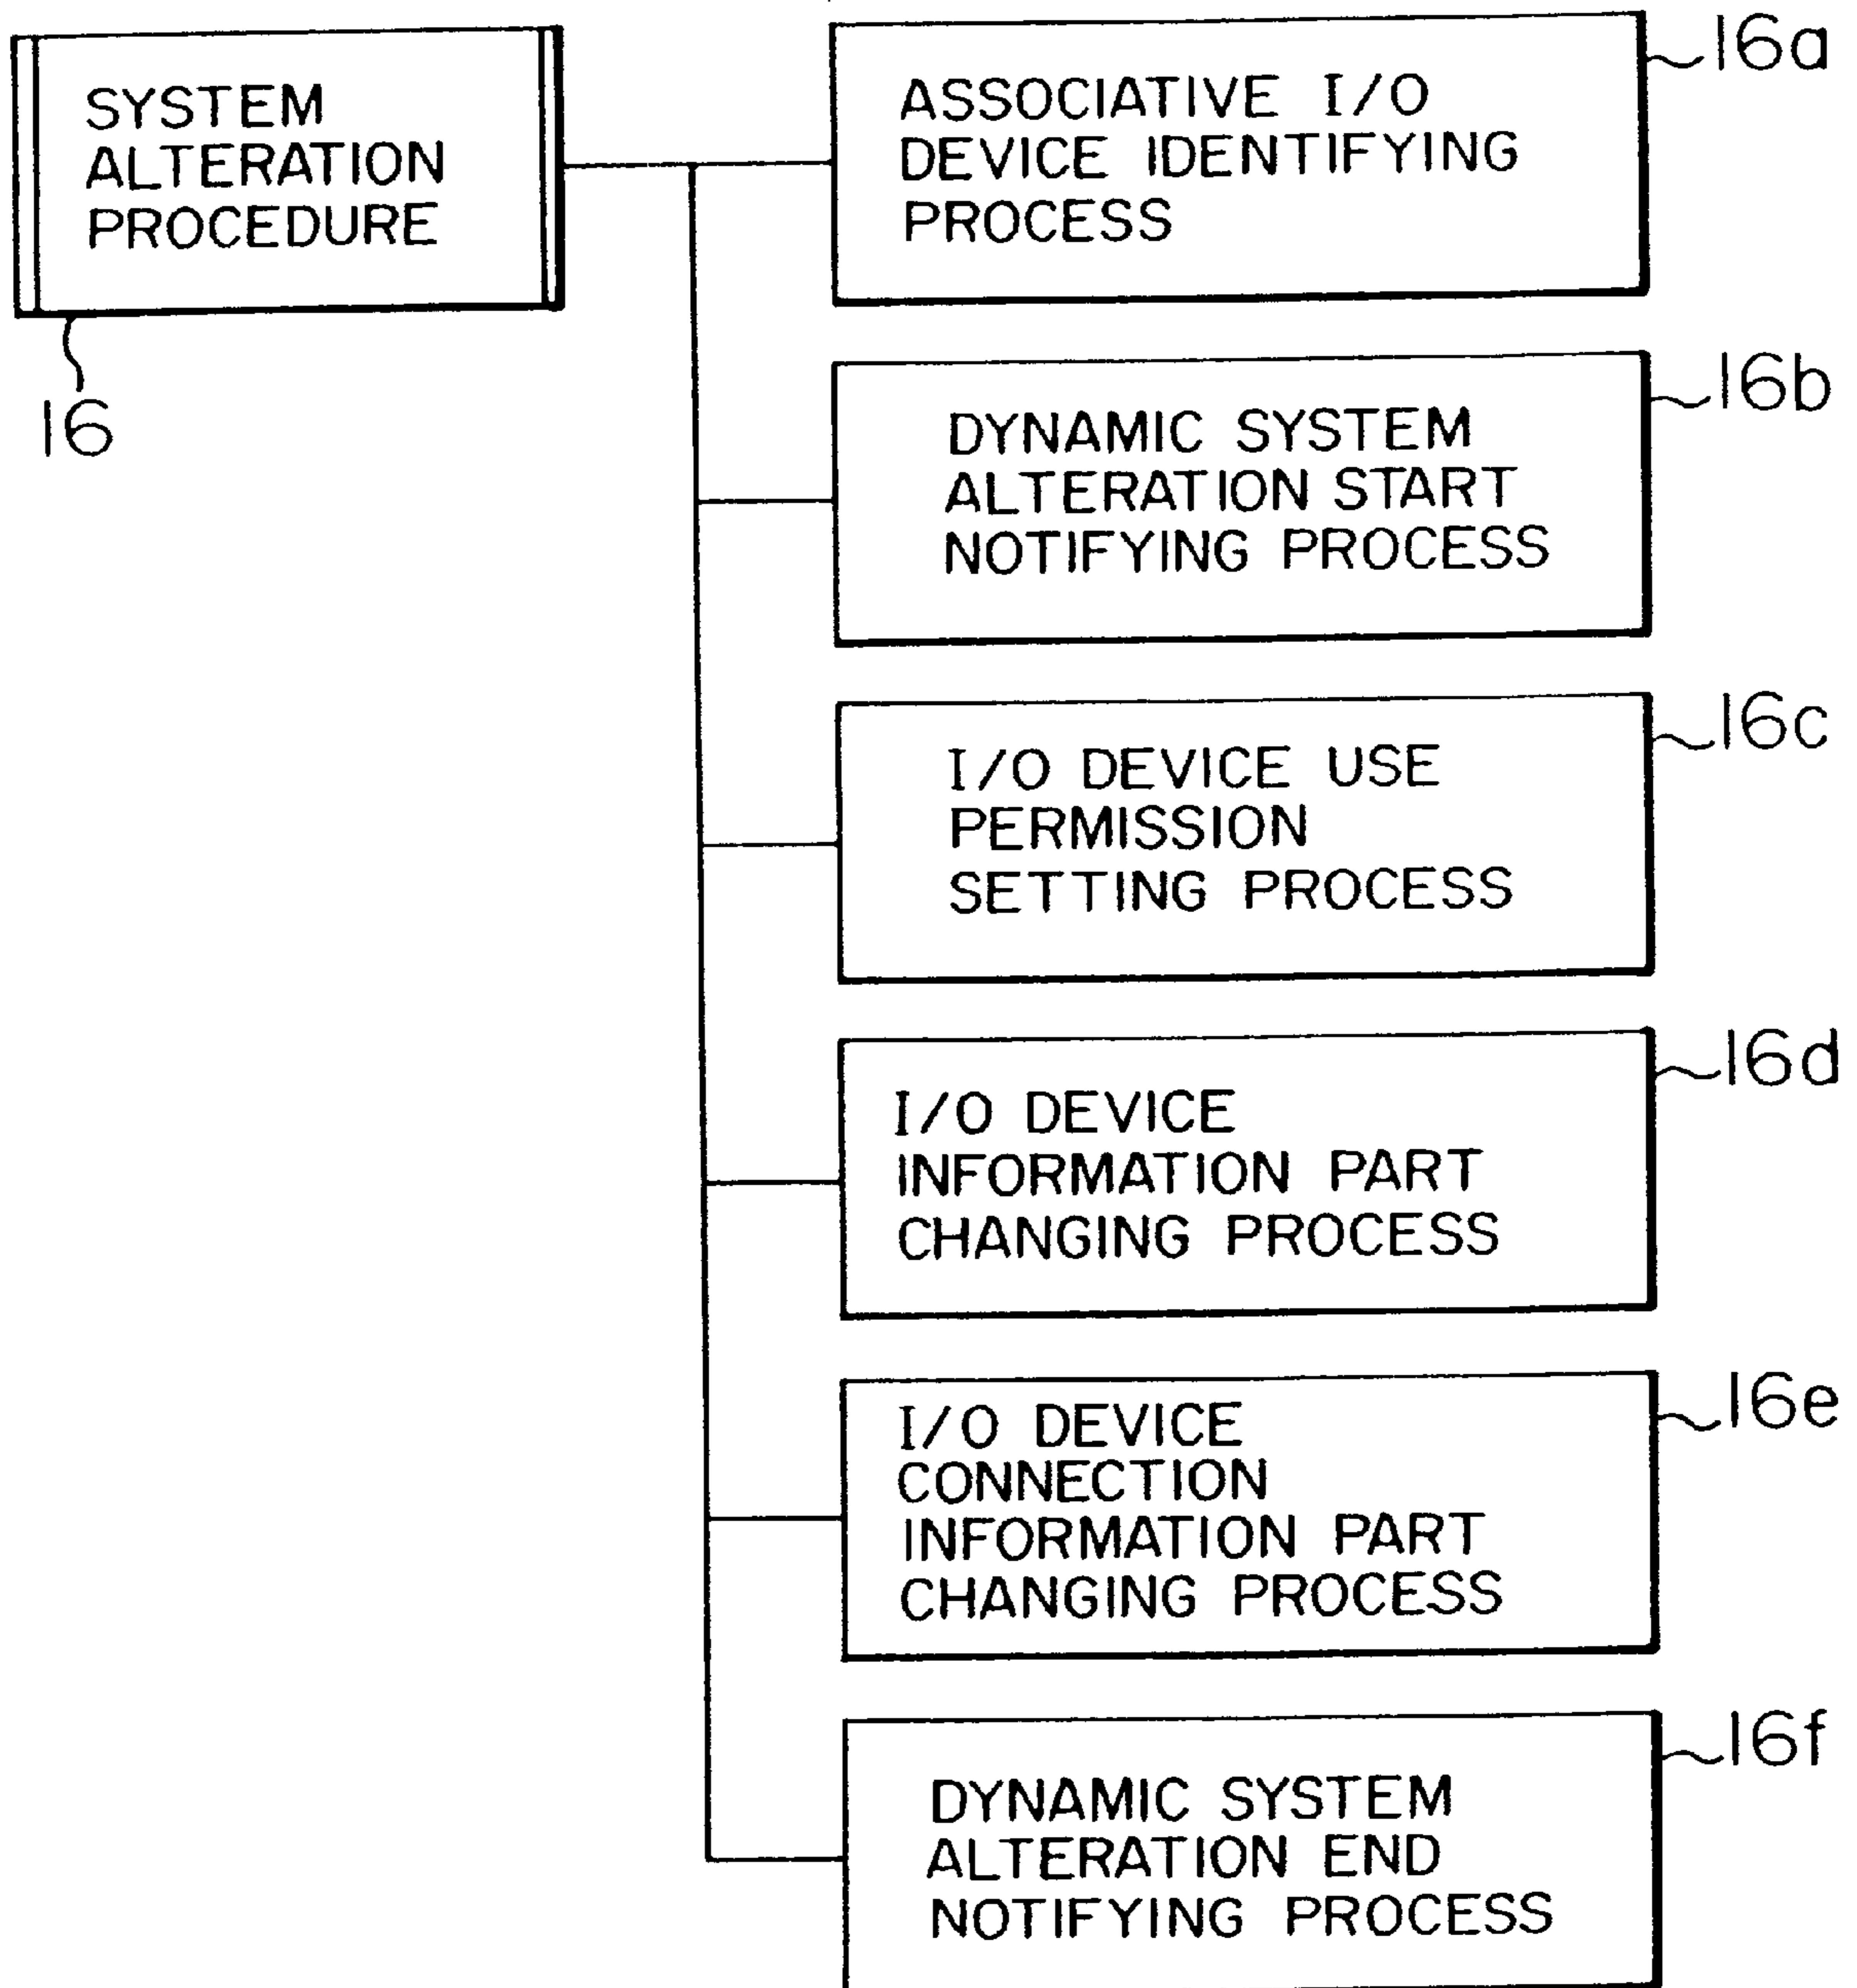 SYSTEM
ALTERATION
PROCEDURE
16
ASSOCIATIVE I/O
DEVICE IDENTIFYING
PROCESS
16a
DYNAMIC SYSTEM
ALTERATION START
NOTIFYING PROCESS
16b
I/O DEVICE USE
PERMISSION
SETTING PROCESS
16c
I/O DEVICE
INFORMATION PART
CHANGING PROCESS
16d
I/O DEVICE
CONNECTION
INFORMATION PART
CHANGING PROCESS
16e
DYNAMIC SYSTEM
ALTERATION END
NOTIFYING PROCESS
16f